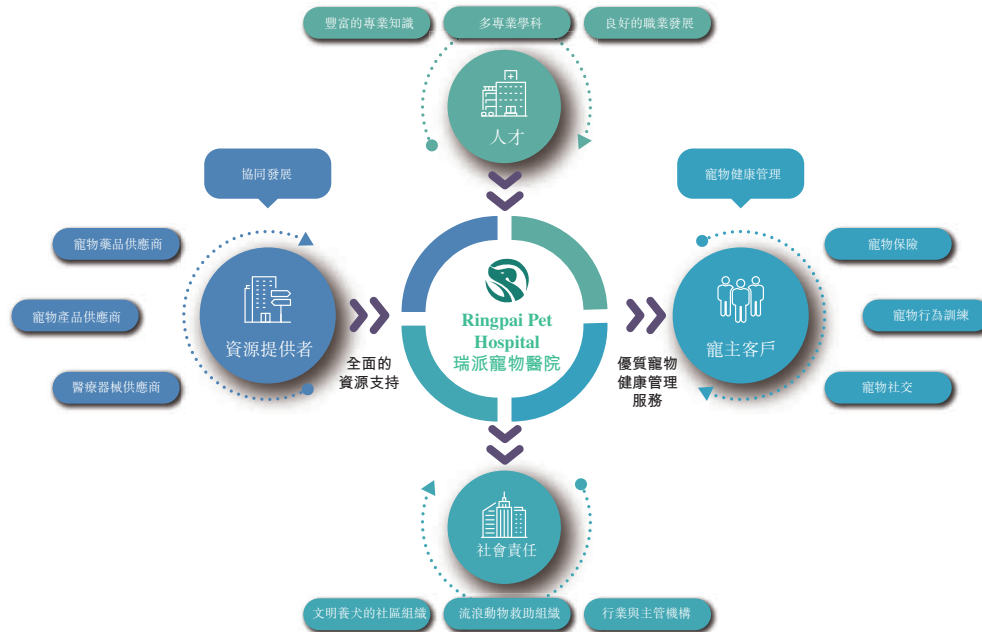 豐富的專業知識
多專業學科
良好的職業發展
人才
協同發展
寵物健康管理
寵物藥品供應商
寵物產品供應商
醫療器械供應商
資源提供者
全面的
資源支持
Ringpai Pet
Hospital
瑞派寵物醫院
優質寵物
健康管理
服務
寵主客戶
寵物保險
寵物行為訓練
寵物社交
社會責任
文明養犬的社區組織
流浪動物救助組織
行業與主管機構